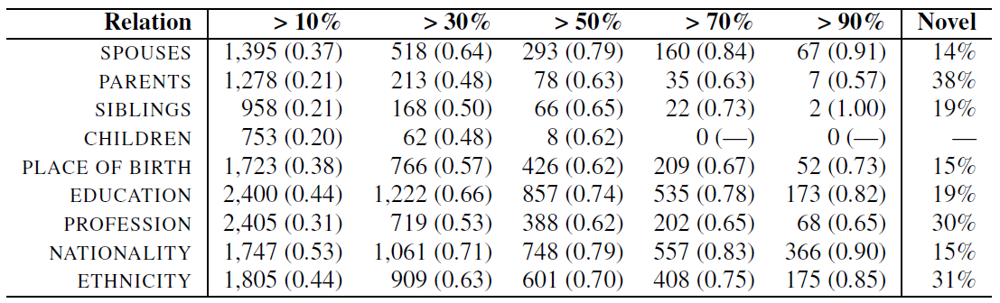 Relation > 10% > 30% > 50% > 70% > 90% Novel
SPOUSES 1,395 (0.37) 518 (0.64) 293 (0.79) 160 (0.84) 67 (0.91) 14%
PARENTS 1,278 (0.21) 213 (0.48) 78 (0.63) 35 (0.63) 7 (0.57) 38%
SIBLINGS 958 (0.21) 168 (0.50) 66 (0.65) 22 (0.73) 2 (1.00) 19%
CHILDREN 753 (0.20) 62 (0.48) 8 (0.62) 0 (—) 0 (—) —
PLACE OF BIRTH 1,723 (0.38) 766 (0.57) 426 (0.62) 209 (0.67) 52 (0.73) 15%
EDUCATION 2,400 (0.44) 1,222 (0.66) 857 (0.74) 535 (0.78) 173 (0.82) 19%
PROFESSION 2,405 (0.31) 719 (0.53) 388 (0.62) 202 (0.65) 68 (0.65) 30%
NATIONALITY 1,747 (0.53) 1,061 (0.71) 748 (0.79) 557 (0.83) 366 (0.90) 15%
ETHNICITY 1,805 (0.44) 909 (0.63) 601 (0.70) 408 (0.75) 175 (0.85) 31%